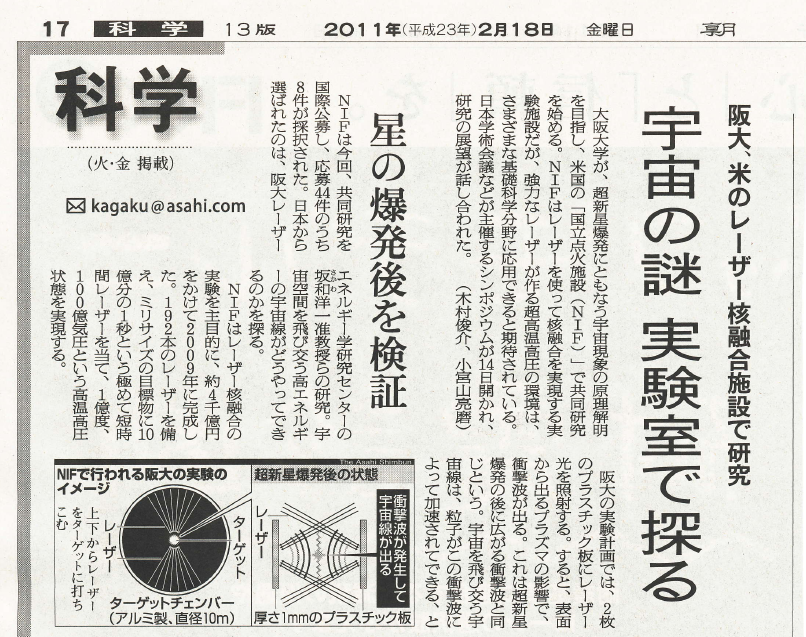 17 科学 13版 2011年(平成23年)2月18日 金曜日 朝
科学
(火・金 掲載)
kagaku@asahi.com
阪大、米のレーザー核融合施設で研究
宇宙の謎 実験室で探る
大阪大学が、超新星爆発にともなう宇宙現象の原理解明
を目指し、米国の「国立点火施設(NIF)」で共同研究
を始める。NIFはレーザーを使って核融合を実現する実
験施設だが、強力なレーザーが作る超高温高圧の環境は、
さまざまな基礎科学分野に応用できると期待されている。
日本学術会議などが主催するシンポジウムが14日開かれ、
研究の展望が話し合われた。 (木村俊介、小宮山亮磨)
星の爆発後を検証
NIFは今回、共同研究を
国際公募し、応募44件のうち
8件が採択された。日本から
選ばれたのは、阪大レーザー
エネルギー学研究センターの
坂和洋一准教授らの研究。宇
さかわ
宙空間を飛び交う高エネルギ
ーの宇宙線がどうやってでき
るのかを探る。
NIFはレーザー核融合の
実験を主目的に、約4千億円
をかけて2009年に完成し
た。192本のレーザーを備
え、ミリサイズの目標物に10
億分の1秒という極めて短時
間レーザーを当て、1億度、
100億気圧という高温高圧
状態を実現する。
阪大の実験計画では、2枚
のプラスチック板にレーザー
光を照射する。すると、表面
から出るプラズマの影響で、
衝撃波が出る。これは超新星
爆発の後に広がる衝撃波と同
じという。宇宙を飛び交う宇
宙線は、粒子がこの衝撃波に
よって加速されてできる、と
The Asahi Shimbun
NIFで行われる阪大の実験の
イメージ
上下からレーザー
をターゲットに打ち
こむ
レーザー
ターゲット
ターゲットチェンバー
(アルミ製、直径10m)
超新星爆発後の状態
レーザー
衝撃波が発生して
宇宙線が出る
厚さ1mmのプラスチック板